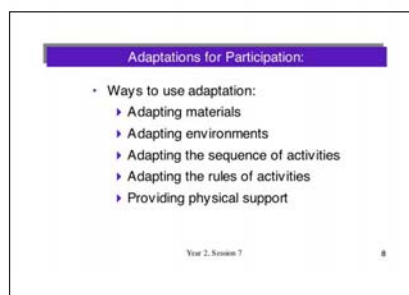 Adaptations for Participation:
• Ways to use adaptation:
Adapting materials
Adapting environments
Adapting the sequence of activities
Adapting the rules of activities
Providing physical support
Year 2, Session 7
8